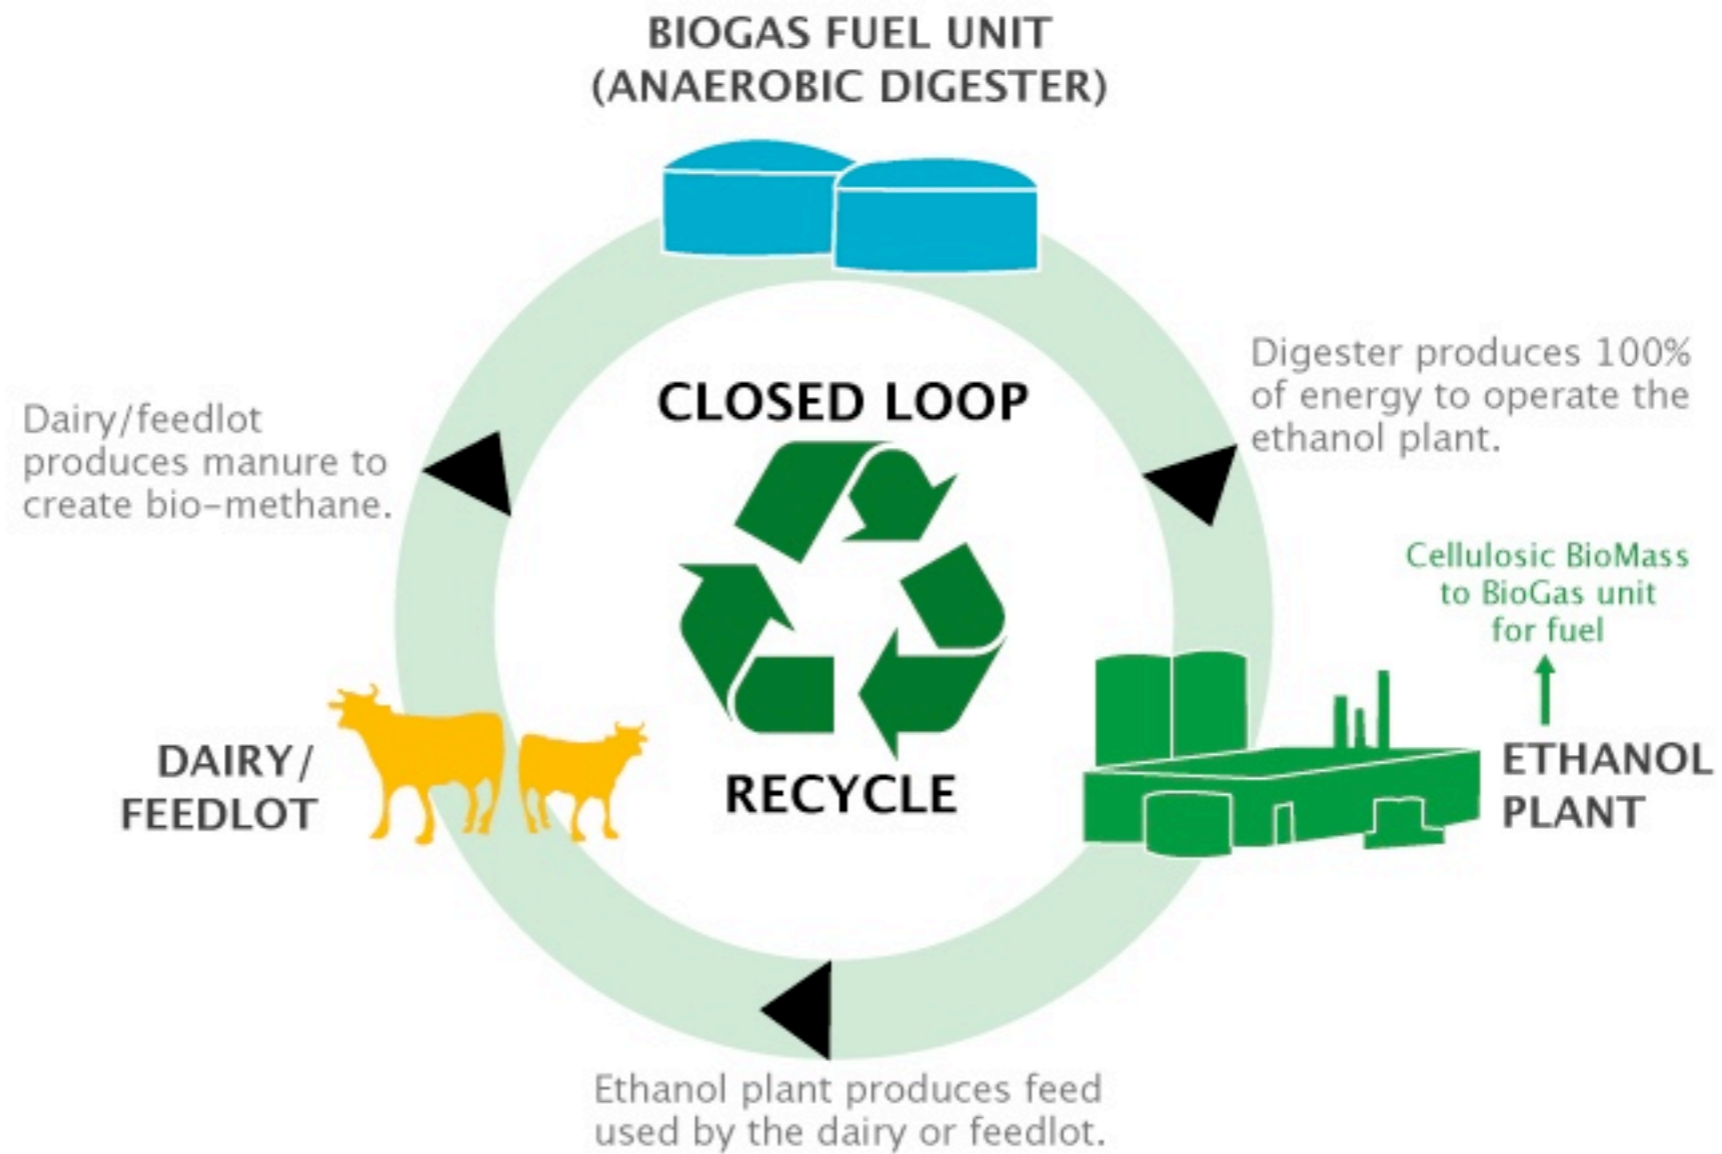 BIOGAS FUEL UNIT
(ANAEROBIC DIGESTER)
Digester produces 100%
of energy to operate the
ethanol plant.
CLOSED LOOP
Dairy/feedlot
produces manure to
create bio-methane.
Cellulosic BioMass
to BioGas unit
for fuel
DAIRY/
FEEDLOT
RECYCLE
ETHANOL
PLANT
Ethanol plant produces feed
used by the dairy or feedlot.